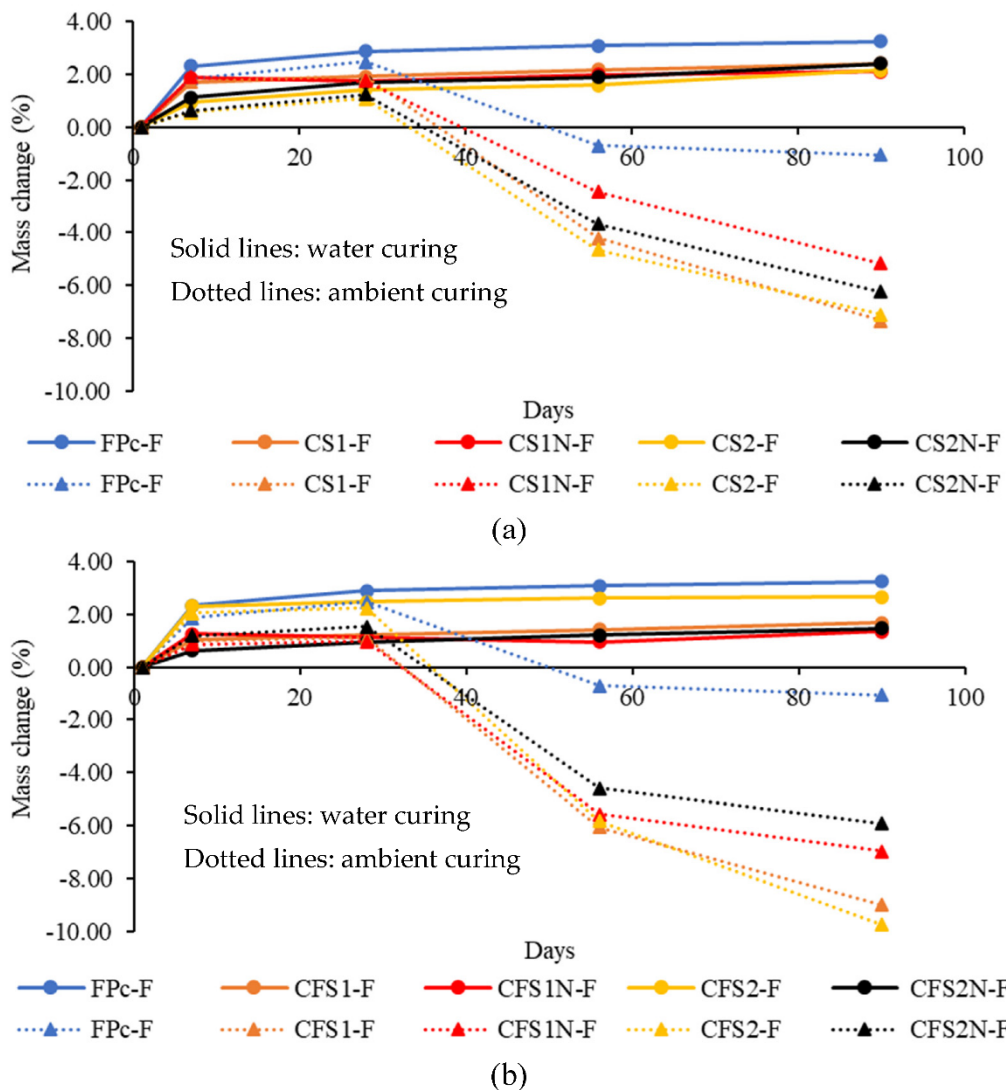 4.00
2.00
0.00
-2.00
-4.00
-6.00
-8.00
-10.00
Mass change (%)
0 20 40 60 80 100
Solid lines: water curing
Dotted lines: ambient curing
Days
FPc-F CS1-F CS1N-F CS2-F CS2N-F
FPc-F CS1-F CS1N-F CS2-F CS2N-F
(a)
4.00
2.00
0.00
-2.00
-4.00
-6.00
-8.00
-10.00
Mass change (%)
0 20 40 60 80 100
Solid lines: water curing
Dotted lines: ambient curing
Days
FPc-F CFS1-F CFS1N-F CFS2-F CFS2N-F
FPc-F CFS1-F CFS1N-F CFS2-F CFS2N-F
(b)